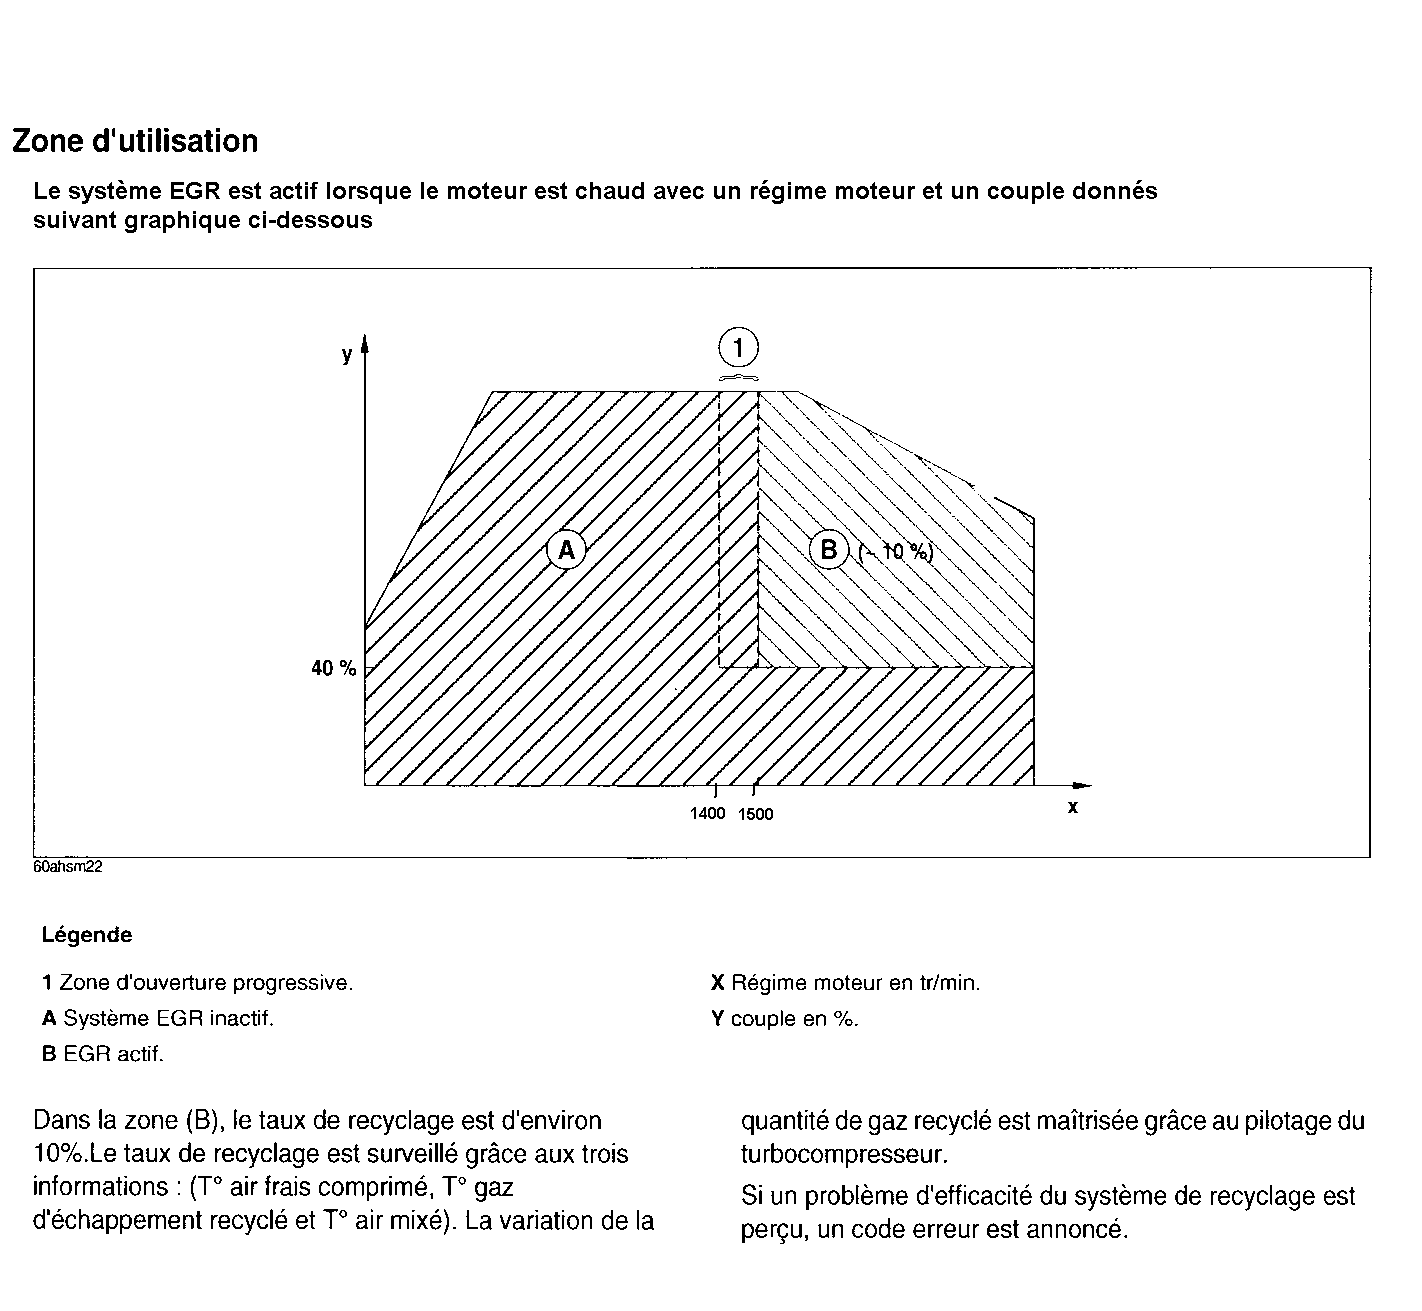 Zone d'utilisation
Le système EGR est actif lorsque le moteur est chaud avec un régime moteur et un couple donnés
suivant graphique ci-dessous
y
1
A
B (~ 10 %)
40 %
1400 1500
x
60ahsm22
Légende
1 Zone d'ouverture progressive.
A Système EGR inactif.
B EGR actif.
X Régime moteur en tr/min.
Y couple en %.
Dans la zone (B), le taux de recyclage est d'environ
10%.Le taux de recyclage est surveillé grâce aux trois
informations : (T° air frais comprimé, T° gaz
d'échappement recyclé et T° air mixé). La variation de la
quantité de gaz recyclé est maîtrisée grâce au pilotage du
turbocompresseur.
Si un problème d'efficacité du système de recyclage est
perçu, un code erreur est annoncé.